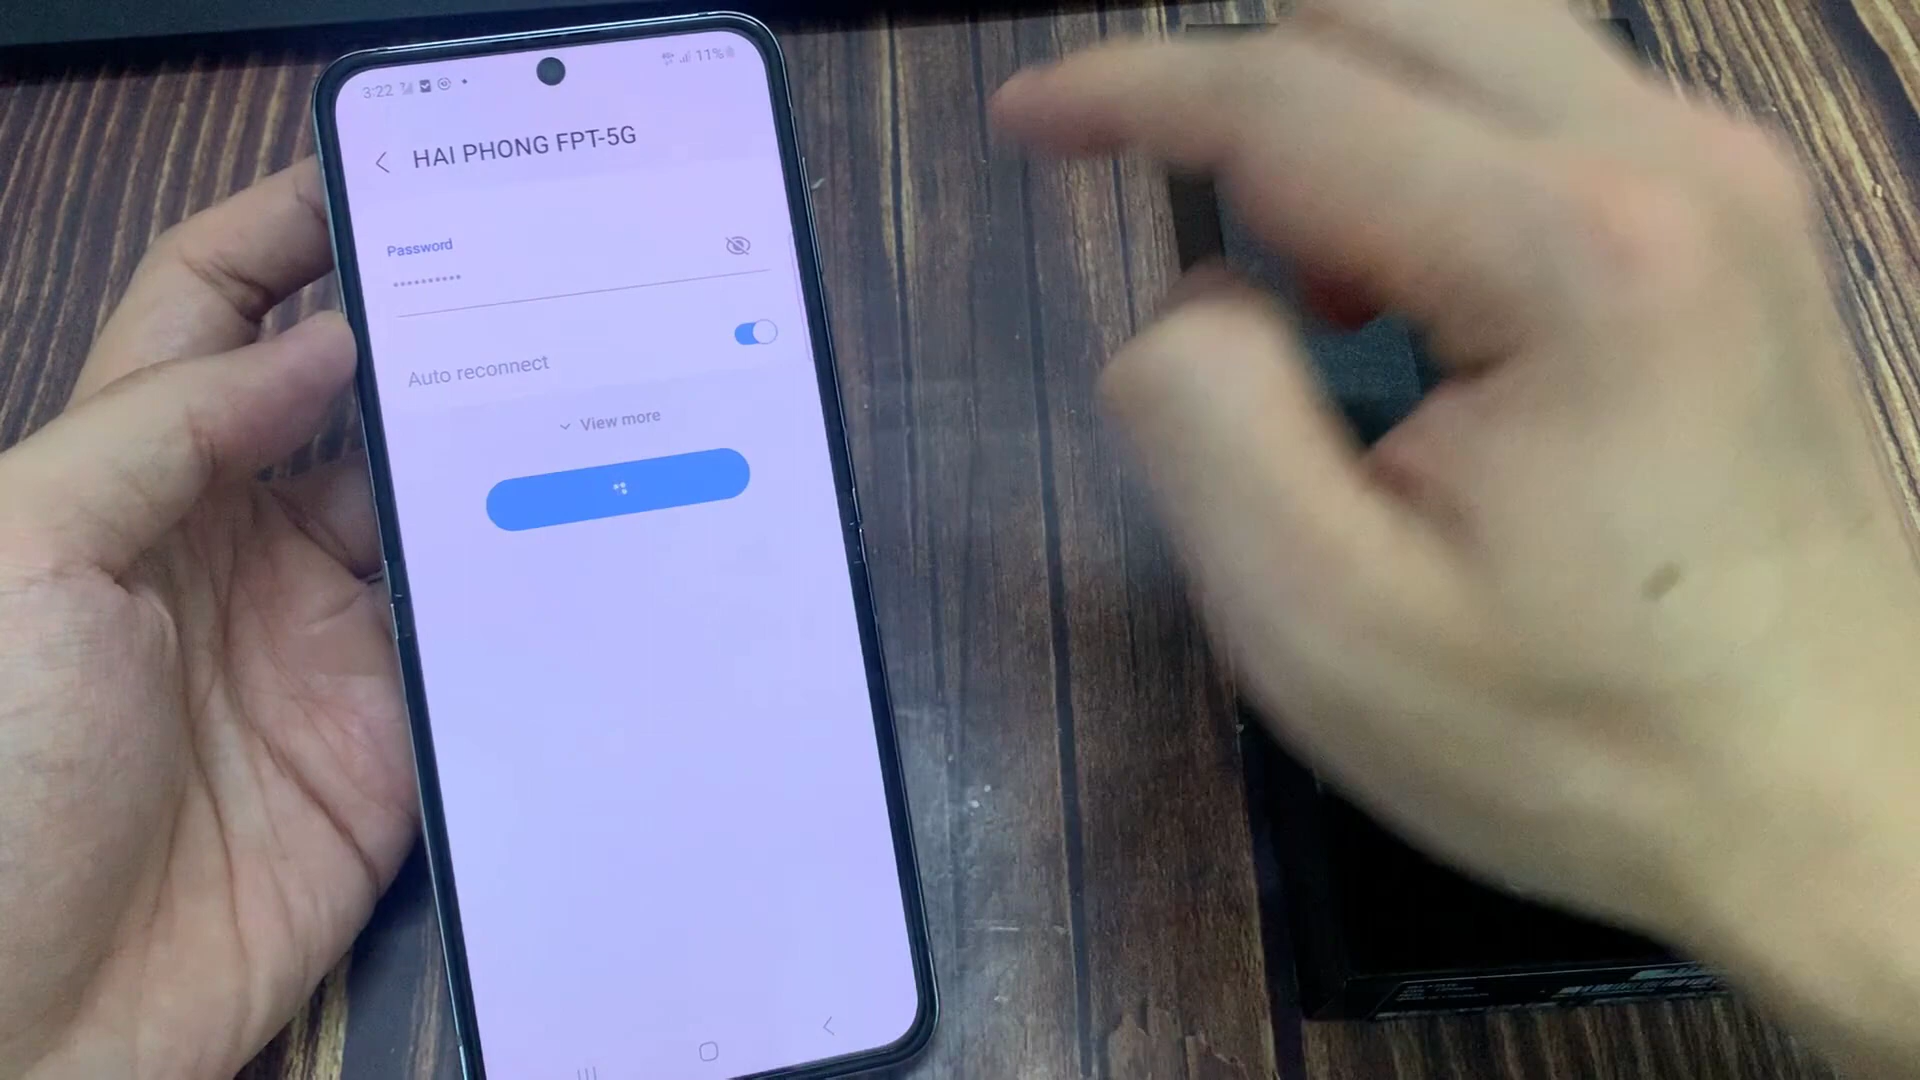 3:22
11%
HAI PHONG FPT-5G
Password
••••••••••
Auto reconnect
View more